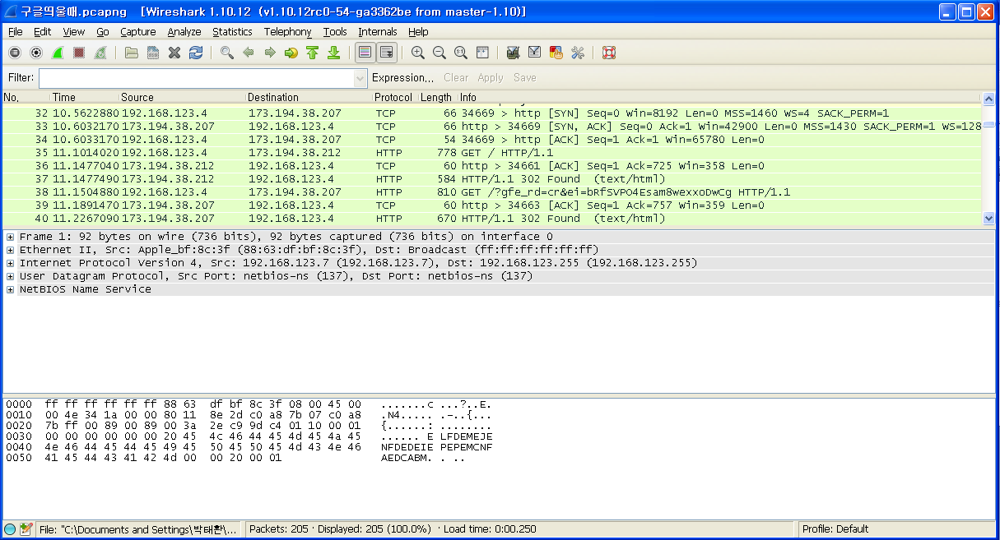 구글띄울때.pcapng [Wireshark 1.10.12 (v1.10.12rc0-54-ga3362be from master-1.10)]
File Edit View Go Capture Analyze Statistics Telephony Tools Internals Help
Filter: Expression... Clear Apply Save
No. Time Source Destination Protocol Length Info
32 10.5622880 192.168.123.4 173.194.38.207 TCP 66 34669 > http [SYN] Seq=0 Win=8192 Len=0 MSS=1460 WS=4 SACK_PERM=1
33 10.6032170 173.194.38.207 192.168.123.4 TCP 66 http > 34669 [SYN, ACK] Seq=0 Ack=1 Win=42900 Len=0 MSS=1430 SACK_PERM=1 WS=128
34 10.6033170 192.168.123.4 173.194.38.207 TCP 54 34669 > http [ACK] Seq=1 Ack=1 Win=65780 Len=0
35 11.1014020 192.168.123.4 173.194.38.212 HTTP 778 GET / HTTP/1.1
36 11.1477040 173.194.38.212 192.168.123.4 TCP 60 http > 34661 [ACK] Seq=1 Ack=725 Win=358 Len=0
37 11.1477490 173.194.38.212 192.168.123.4 HTTP 584 HTTP/1.1 302 Found (text/html)
38 11.1504880 192.168.123.4 173.194.38.207 HTTP 810 GET /?gfe_rd=cr&ei=bRfSVPO4Esam8wexxoDwCg HTTP/1.1
39 11.1891470 173.194.38.207 192.168.123.4 TCP 60 http > 34663 [ACK] Seq=1 Ack=757 Win=359 Len=0
40 11.2267090 173.194.38.207 192.168.123.4 HTTP 670 HTTP/1.1 302 Found (text/html)
Frame 1: 92 bytes on wire (736 bits), 92 bytes captured (736 bits) on interface 0
Ethernet II, Src: Apple_bf:8c:3f (88:63:df:bf:8c:3f), Dst: Broadcast (ff:ff:ff:ff:ff:ff)
Internet Protocol Version 4, Src: 192.168.123.7 (192.168.123.7), Dst: 192.168.123.255 (192.168.123.255)
User Datagram Protocol, Src Port: netbios-ns (137), Dst Port: netbios-ns (137)
NetBIOS Name Service
0000 ff ff ff ff ff ff 88 63 df bf 8c 3f 08 00 45 00 .......c ...?..E.
0010 00 4e 34 1a 00 00 80 11 8e 2d c0 a8 7b 07 c0 a8 .N4..... .-..{...
0020 7b ff 00 89 00 89 00 3a 2e c9 9d c4 01 10 00 01 {......: ........
0030 00 00 00 00 00 00 20 45 4c 46 44 45 4d 45 4a 45 ...... E LFDEMEJE
0040 4e 46 44 45 44 45 49 45 50 45 50 45 4d 43 4e 46 NFDEDEIE PEPEMCNF
0050 41 45 44 43 41 42 4d 00 00 20 00 01 AEDCABM. . ..
File: "C:\Documents and Settings\박태환\... Packets: 205 · Displayed: 205 (100.0%) · Load time: 0:00.250 Profile: Default